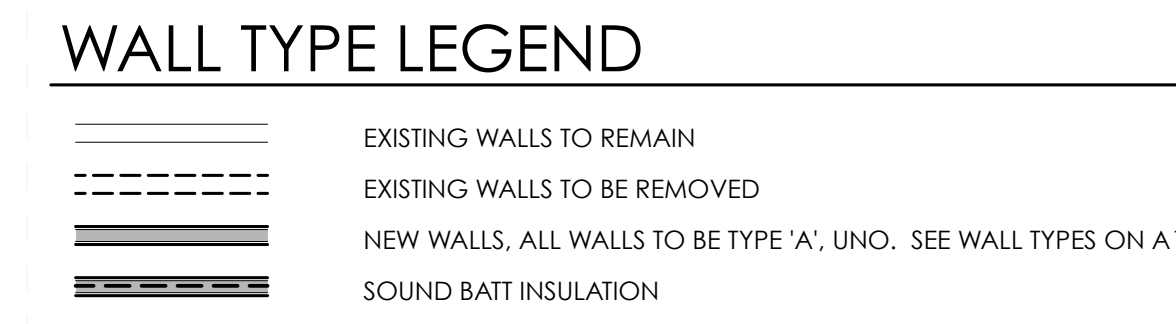 WALL TYPE LEGEND
EXISTING WALLS TO REMAIN
EXISTING WALLS TO BE REMOVED
NEW WALLS, ALL WALLS TO BE TYPE 'A', UNO. SEE WALL TYPES ON A
SOUND BATT INSULATION